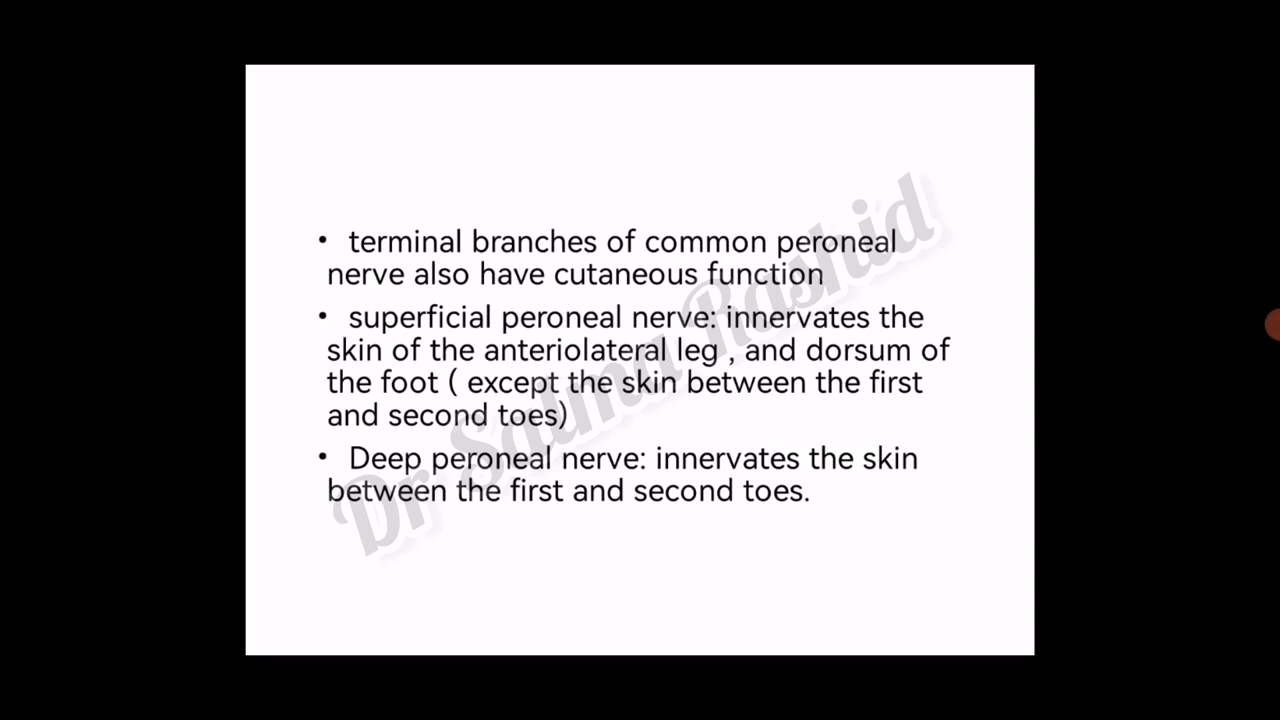 • terminal branches of common peroneal
nerve also have cutaneous function
• superficial peroneal nerve: innervates the
skin of the anteriolateral leg , and dorsum of
the foot ( except the skin between the first
and second toes)
• Deep peroneal nerve: innervates the skin
between the first and second toes.
Dr Salma Rashid